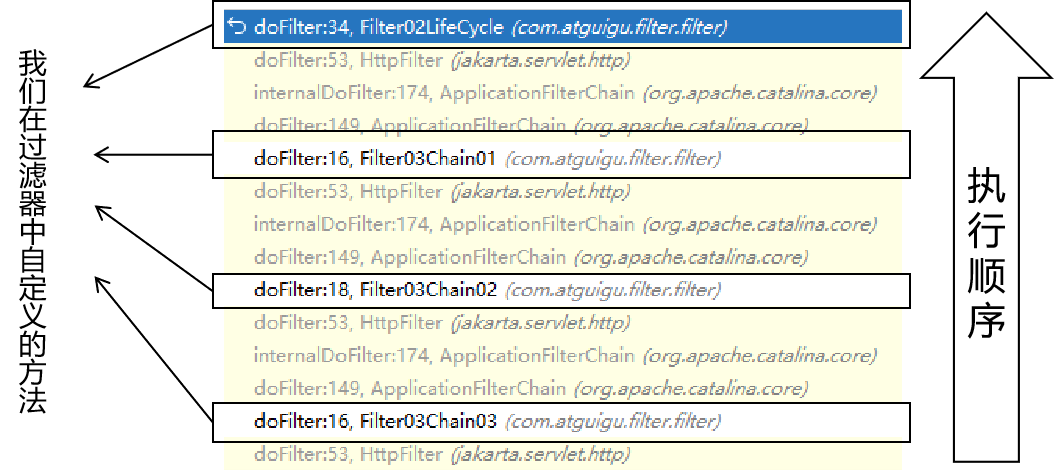 我们在过滤器中自定义的方法
doFilter:34, Filter02LifeCycle (com.atguigu.filter.filter)
doFilter:53, HttpFilter (jakarta.servlet.http)
internalDoFilter:174, ApplicationFilterChain (org.apache.catalina.core)
doFilter:149, ApplicationFilterChain (org.apache.catalina.core)
doFilter:16, Filter03Chain01 (com.atguigu.filter.filter)
doFilter:53, HttpFilter (jakarta.servlet.http)
internalDoFilter:174, ApplicationFilterChain (org.apache.catalina.core)
doFilter:149, ApplicationFilterChain (org.apache.catalina.core)
doFilter:18, Filter03Chain02 (com.atguigu.filter.filter)
doFilter:53, HttpFilter (jakarta.servlet.http)
internalDoFilter:174, ApplicationFilterChain (org.apache.catalina.core)
doFilter:149, ApplicationFilterChain (org.apache.catalina.core)
doFilter:16, Filter03Chain03 (com.atguigu.filter.filter)
doFilter:53, HttpFilter (jakarta.servlet.http)
执行顺序